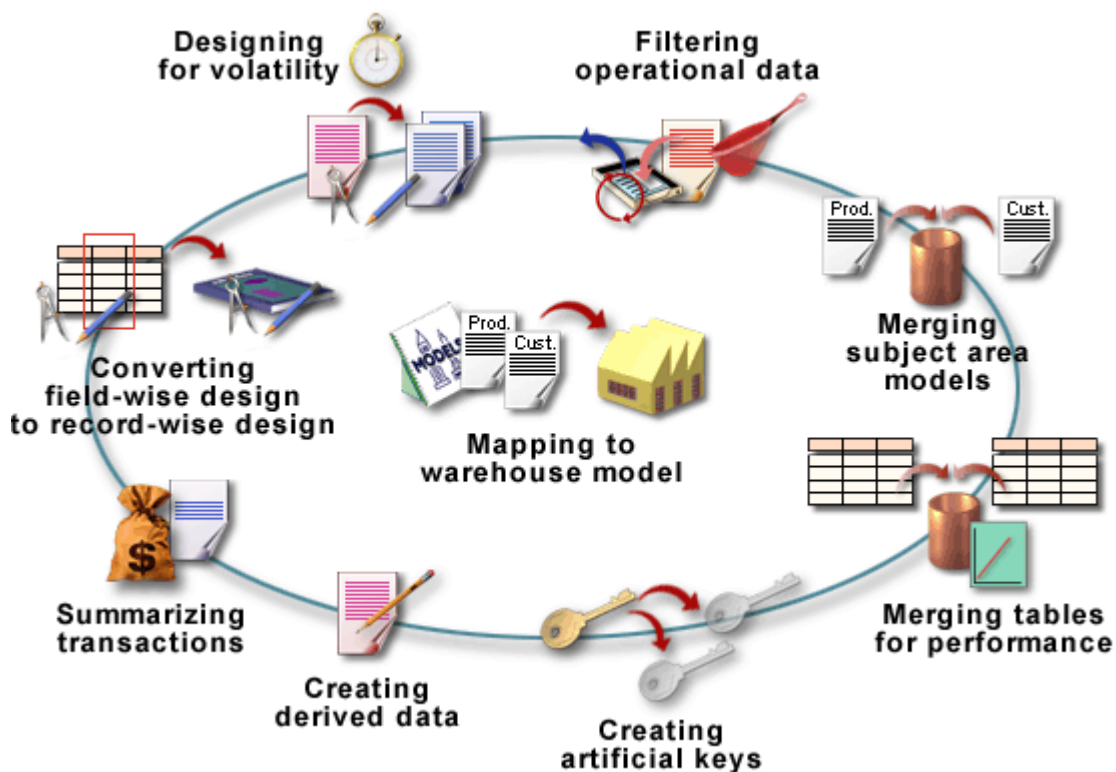 Designing
for volatility
Filtering
operational data
Prod.
Cust.
Merging
subject area
models
Converting
field-wise design
to record-wise design
MODELS
Prod.
Cust.
Mapping to
warehouse model
$
Summarizing
transactions
Merging tables
for performance
Creating
derived data
Creating
artificial keys